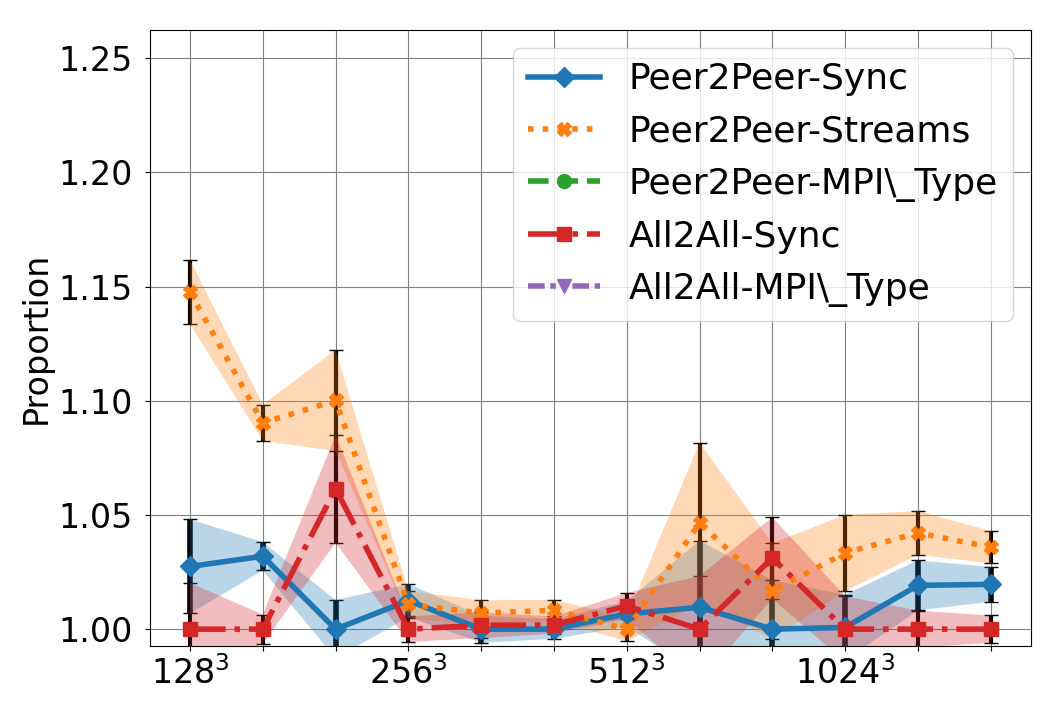 1.25
1.20
1.15
1.10
1.05
1.00
Proportion
Peer2Peer-Sync
Peer2Peer-Streams
Peer2Peer-MPI\_Type
All2All-Sync
All2All-MPI\_Type
128³ 256³ 512³ 1024³